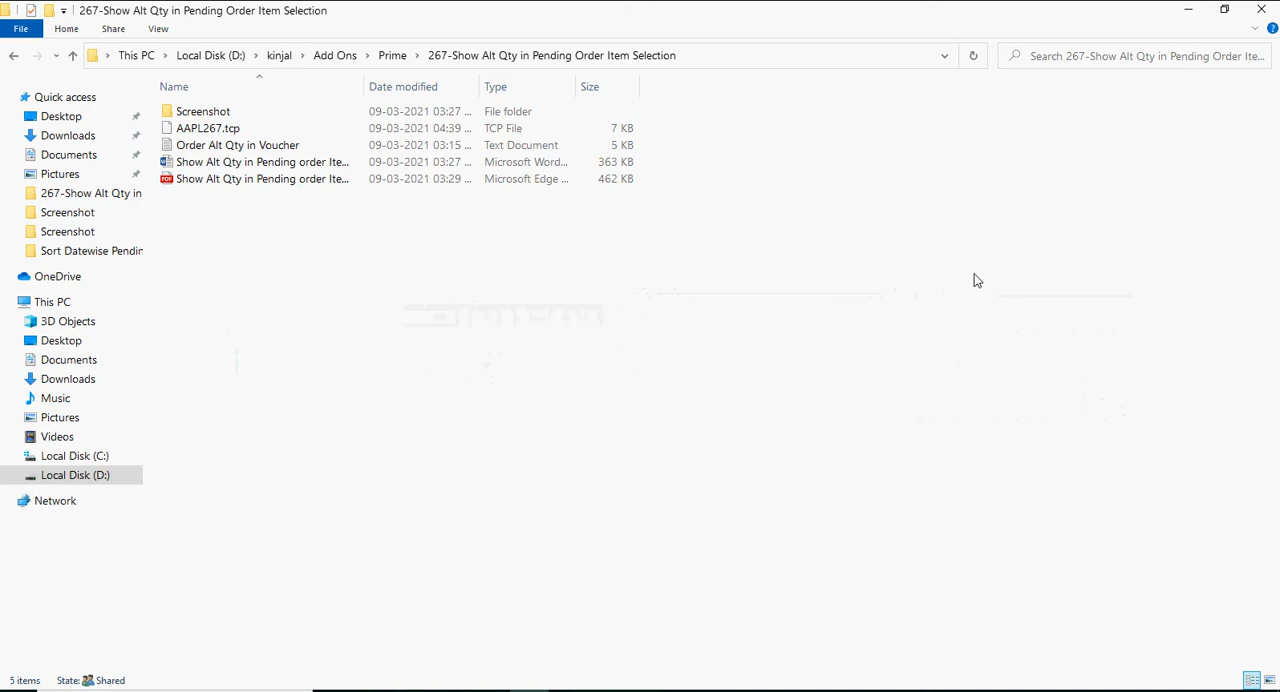 267-Show Alt Qty in Pending Order Item Selection
File Home Share View
This PC Local Disk (D:) kinjal Add Ons Prime 267-Show Alt Qty in Pending Order Item Selection Search 267-Show Alt Qty in Pending Order Ite...
Name Date modified Type Size
Quick access
Desktop
Downloads
Documents
Pictures
267-Show Alt Qty in
Screenshot
Screenshot
Sort Datewise Pendin
OneDrive
This PC
3D Objects
Desktop
Documents
Downloads
Music
Pictures
Videos
Local Disk (C:)
Local Disk (D:)
Network
Screenshot 09-03-2021 03:27 ... File folder
AAPL267.tcp 09-03-2021 04:39 ... TCP File 7 KB
Order Alt Qty in Voucher 09-03-2021 03:15 ... Text Document 5 KB
Show Alt Qty in Pending order Ite... 09-03-2021 03:27 ... Microsoft Word... 363 KB
Show Alt Qty in Pending order Ite... 09-03-2021 03:29 ... Microsoft Edge ... 462 KB
5 items State: Shared